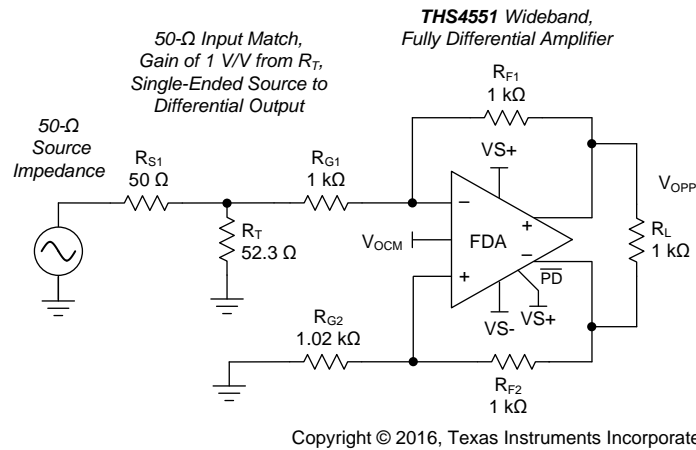 THS4551 Wideband,
Fully Differential Amplifier
50-Ω Input Match,
Gain of 1 V/V from RT,
Single-Ended Source to
Differential Output
50-Ω
Source
Impedance
RF1
1 kΩ
RS1
50 Ω
RG1
1 kΩ
VS+
VOPP
RT
52.3 Ω
VOCM
−
+
FDA
+
−
PD
RL
1 kΩ
VS-
VS+
RG2
1.02 kΩ
RF2
1 kΩ
Copyright © 2016, Texas Instruments Incorporate